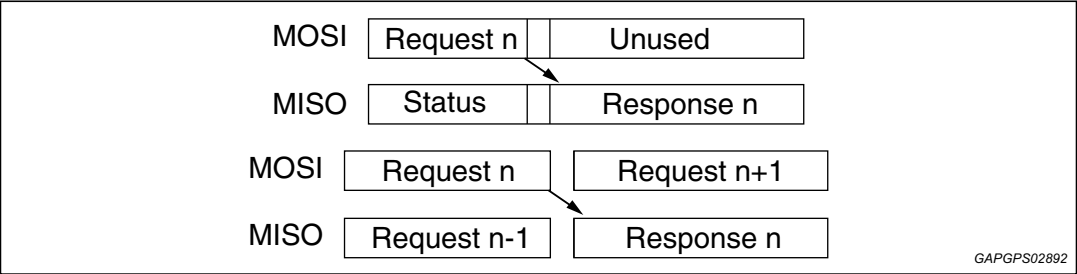 MOSI Request n Unused
MISO Status Response n
MOSI Request n Request n+1
MISO Request n-1 Response n
GAPGPS02892